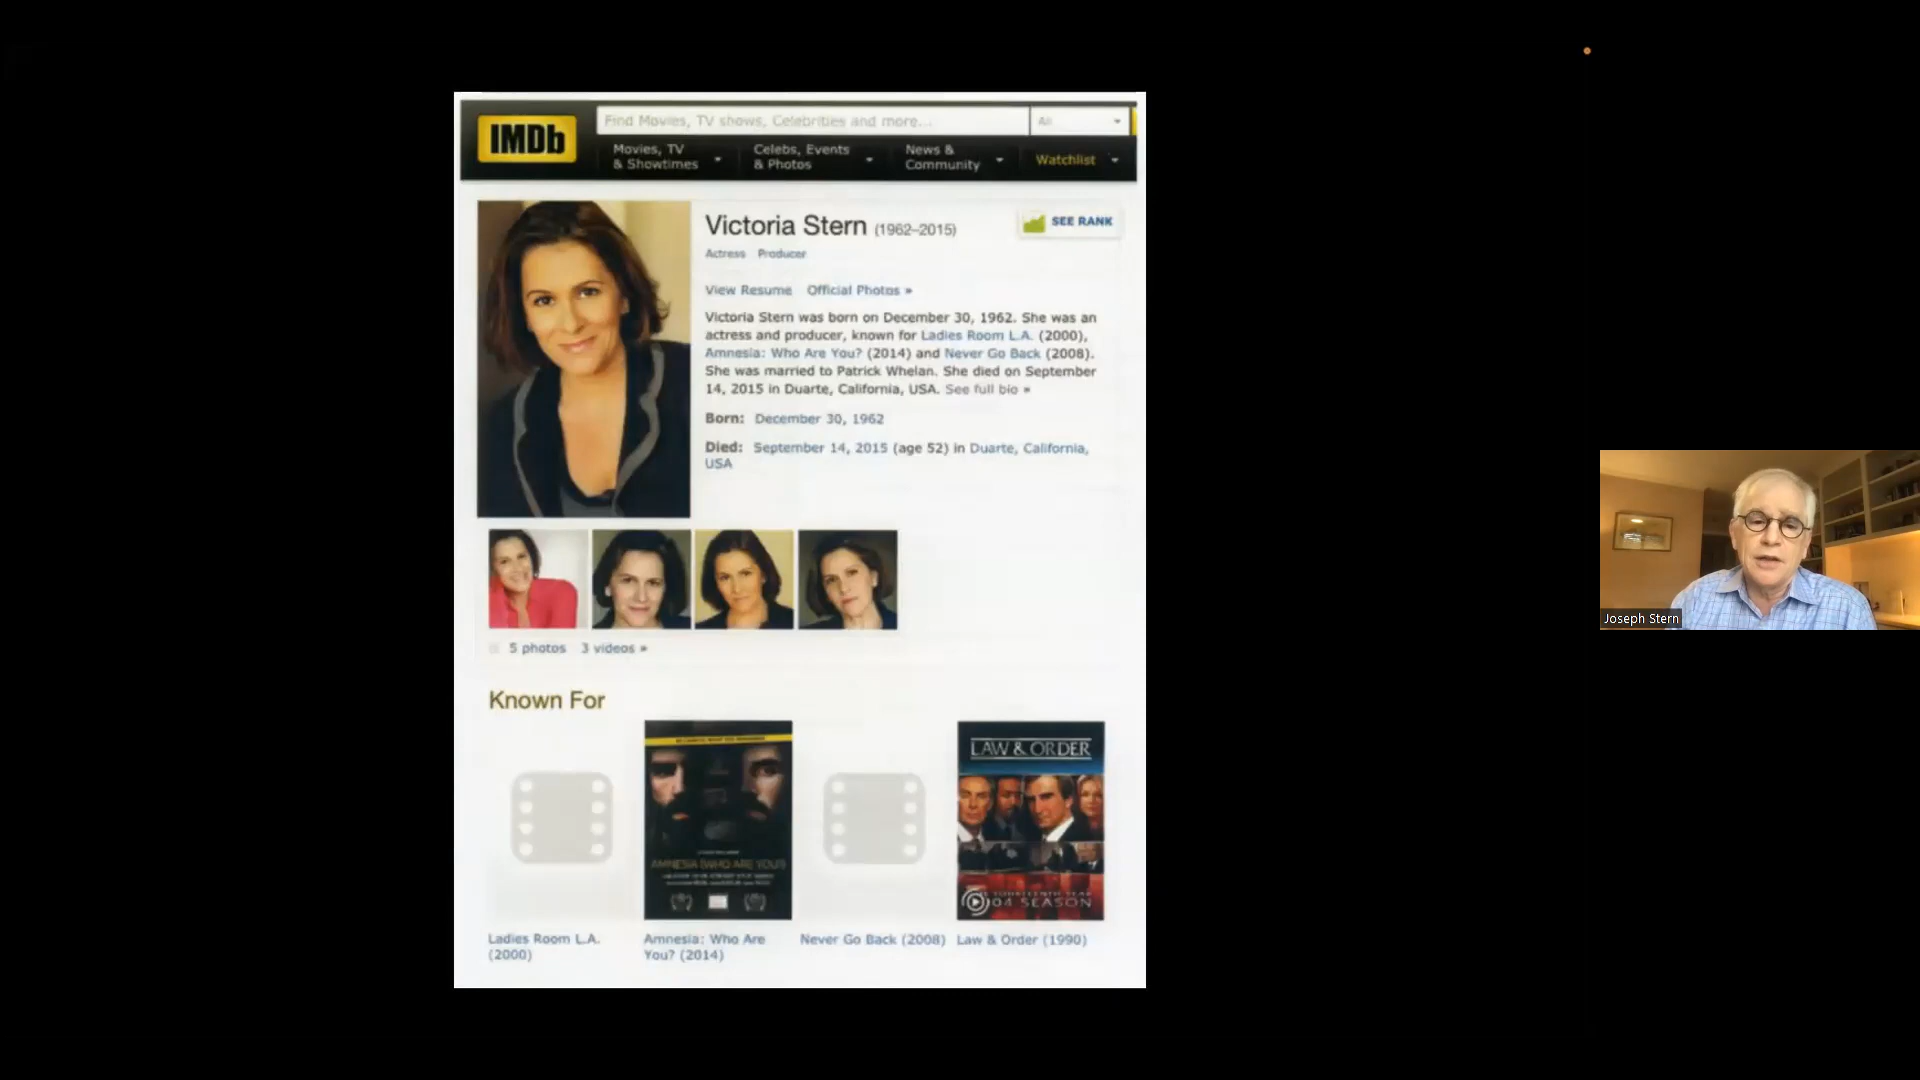 IMDb
Find Movies, TV shows, Celebrities and more...
All
Movies, TV
& Showtimes
Celebs, Events
& Photos
News &
Community
Watchlist
Victoria Stern (1962–2015)
SEE RANK
Actress Producer
View Resume Official Photos »
Victoria Stern was born on December 30, 1962. She was an
actress and producer, known for Ladies Room L.A. (2000),
Amnesia: Who Are You? (2014) and Never Go Back (2008).
She was married to Patrick Whelan. She died on September
14, 2015 in Duarte, California, USA. See full bio »
Born: December 30, 1962
Died: September 14, 2015 (age 52) in Duarte, California,
USA
5 photos 3 videos »
Joseph Stern
Known For
AMNESIA (WHO ARE YOU?)
LAW & ORDER
04 SEASON
Ladies Room L.A.
(2000)
Amnesia: Who Are
You? (2014)
Never Go Back (2008)
Law & Order (1990)